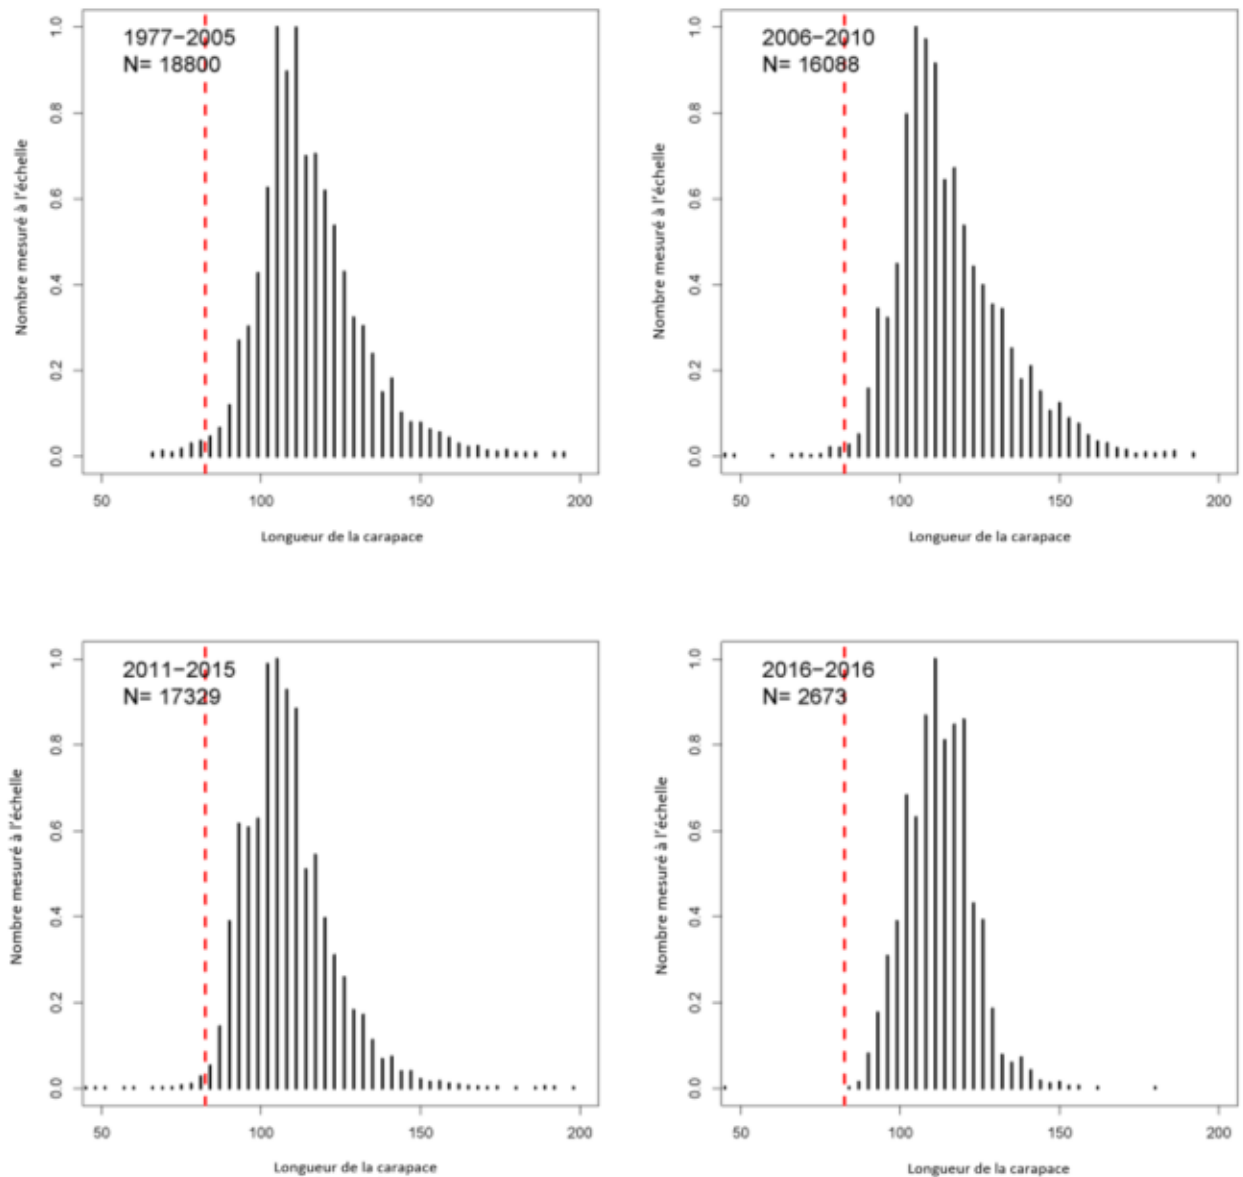 1977−2005
N= 18800
Nombre mesuré à l'échelle
0.0 0.2 0.4 0.6 0.8 1.0
50 100 150 200
Longueur de la carapace
2006−2010
N= 16088
Nombre mesuré à l'échelle
0.0 0.2 0.4 0.6 0.8 1.0
50 100 150 200
Longueur de la carapace
2011−2015
N= 17329
Nombre mesuré à l'échelle
0.0 0.2 0.4 0.6 0.8 1.0
50 100 150 200
Longueur de la carapace
2016−2016
N= 2673
Nombre mesuré à l'échelle
0.0 0.2 0.4 0.6 0.8 1.0
50 100 150 200
Longueur de la carapace